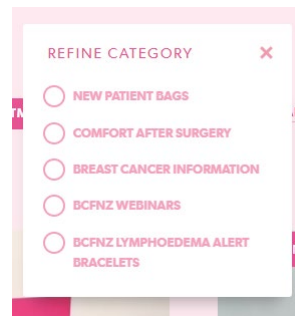 REFINE CATEGORY
NEW PATIENT BAGS
COMFORT AFTER SURGERY
BREAST CANCER INFORMATION
BCFNZ WEBINARS
BCFNZ LYMPHOEDEMA ALERT
BRACELETS